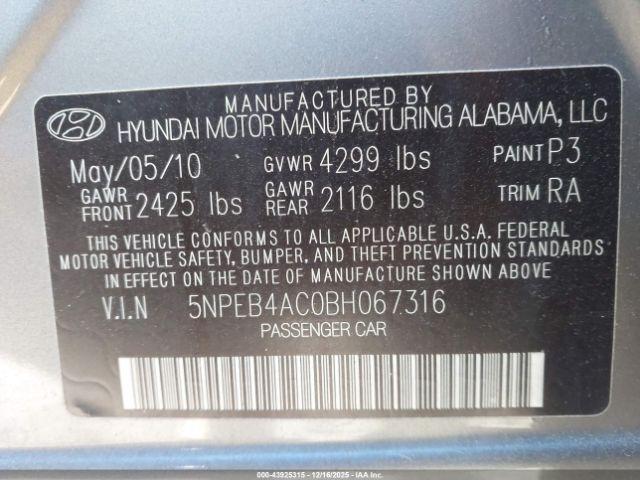 MANUFACTURED BY
HYUNDAI MOTOR MANUFACTURING ALABAMA, LLC
May/05/10 GVWR 4299 lbs PAINT P3
GAWR FRONT 2425 lbs GAWR REAR 2116 lbs TRIM RA
THIS VEHICLE CONFORMS TO ALL APPLICABLE U.S.A. FEDERAL
MOTOR VEHICLE SAFETY, BUMPER, AND THEFT PREVENTION STANDARDS
IN EFFECT ON THE DATE OF MANUFACTURE SHOWN ABOVE
V.I.N 5NPEB4AC0BH067316
PASSENGER CAR
000-43925315 - 12/16/2025 - IAAI.COM